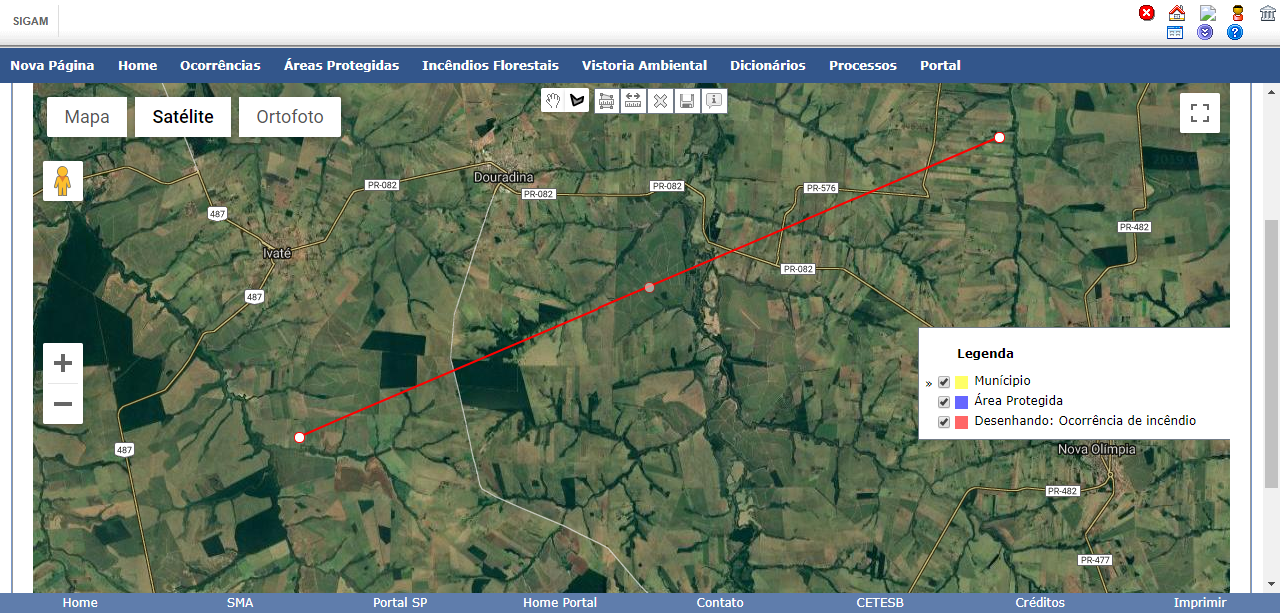 SIGAM
Nova Página Home Ocorrências Áreas Protegidas Incêndios Florestais Vistoria Ambiental Dicionários Processos Portal
Mapa Satélite Ortofoto
Douradina
PR-082
PR-082
PR-082
PR-576
487
PR-482
Ivaté
PR-082
487
Legenda
» Munícipio
Área Protegida
Desenhando: Ocorrência de incêndio
487
Nova Olímpia
PR-482
PR-477
Home SMA Portal SP Home Portal Contato CETESB Créditos Imprimir